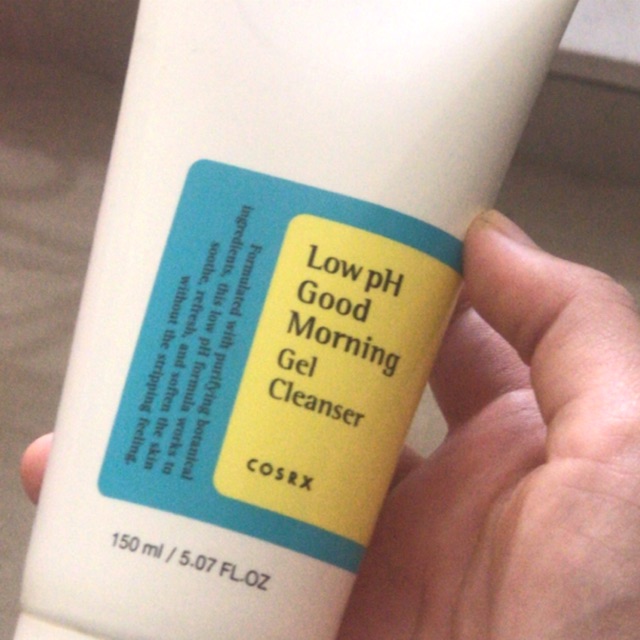 Low pH
Good
Morning
Gel
Cleanser
COSRX
Formulated with purifying botanical
ingredients, this low pH formula works to
soothe, refresh and soften the skin
without the stripping feeling.
150 ml / 5.07 FL.OZ